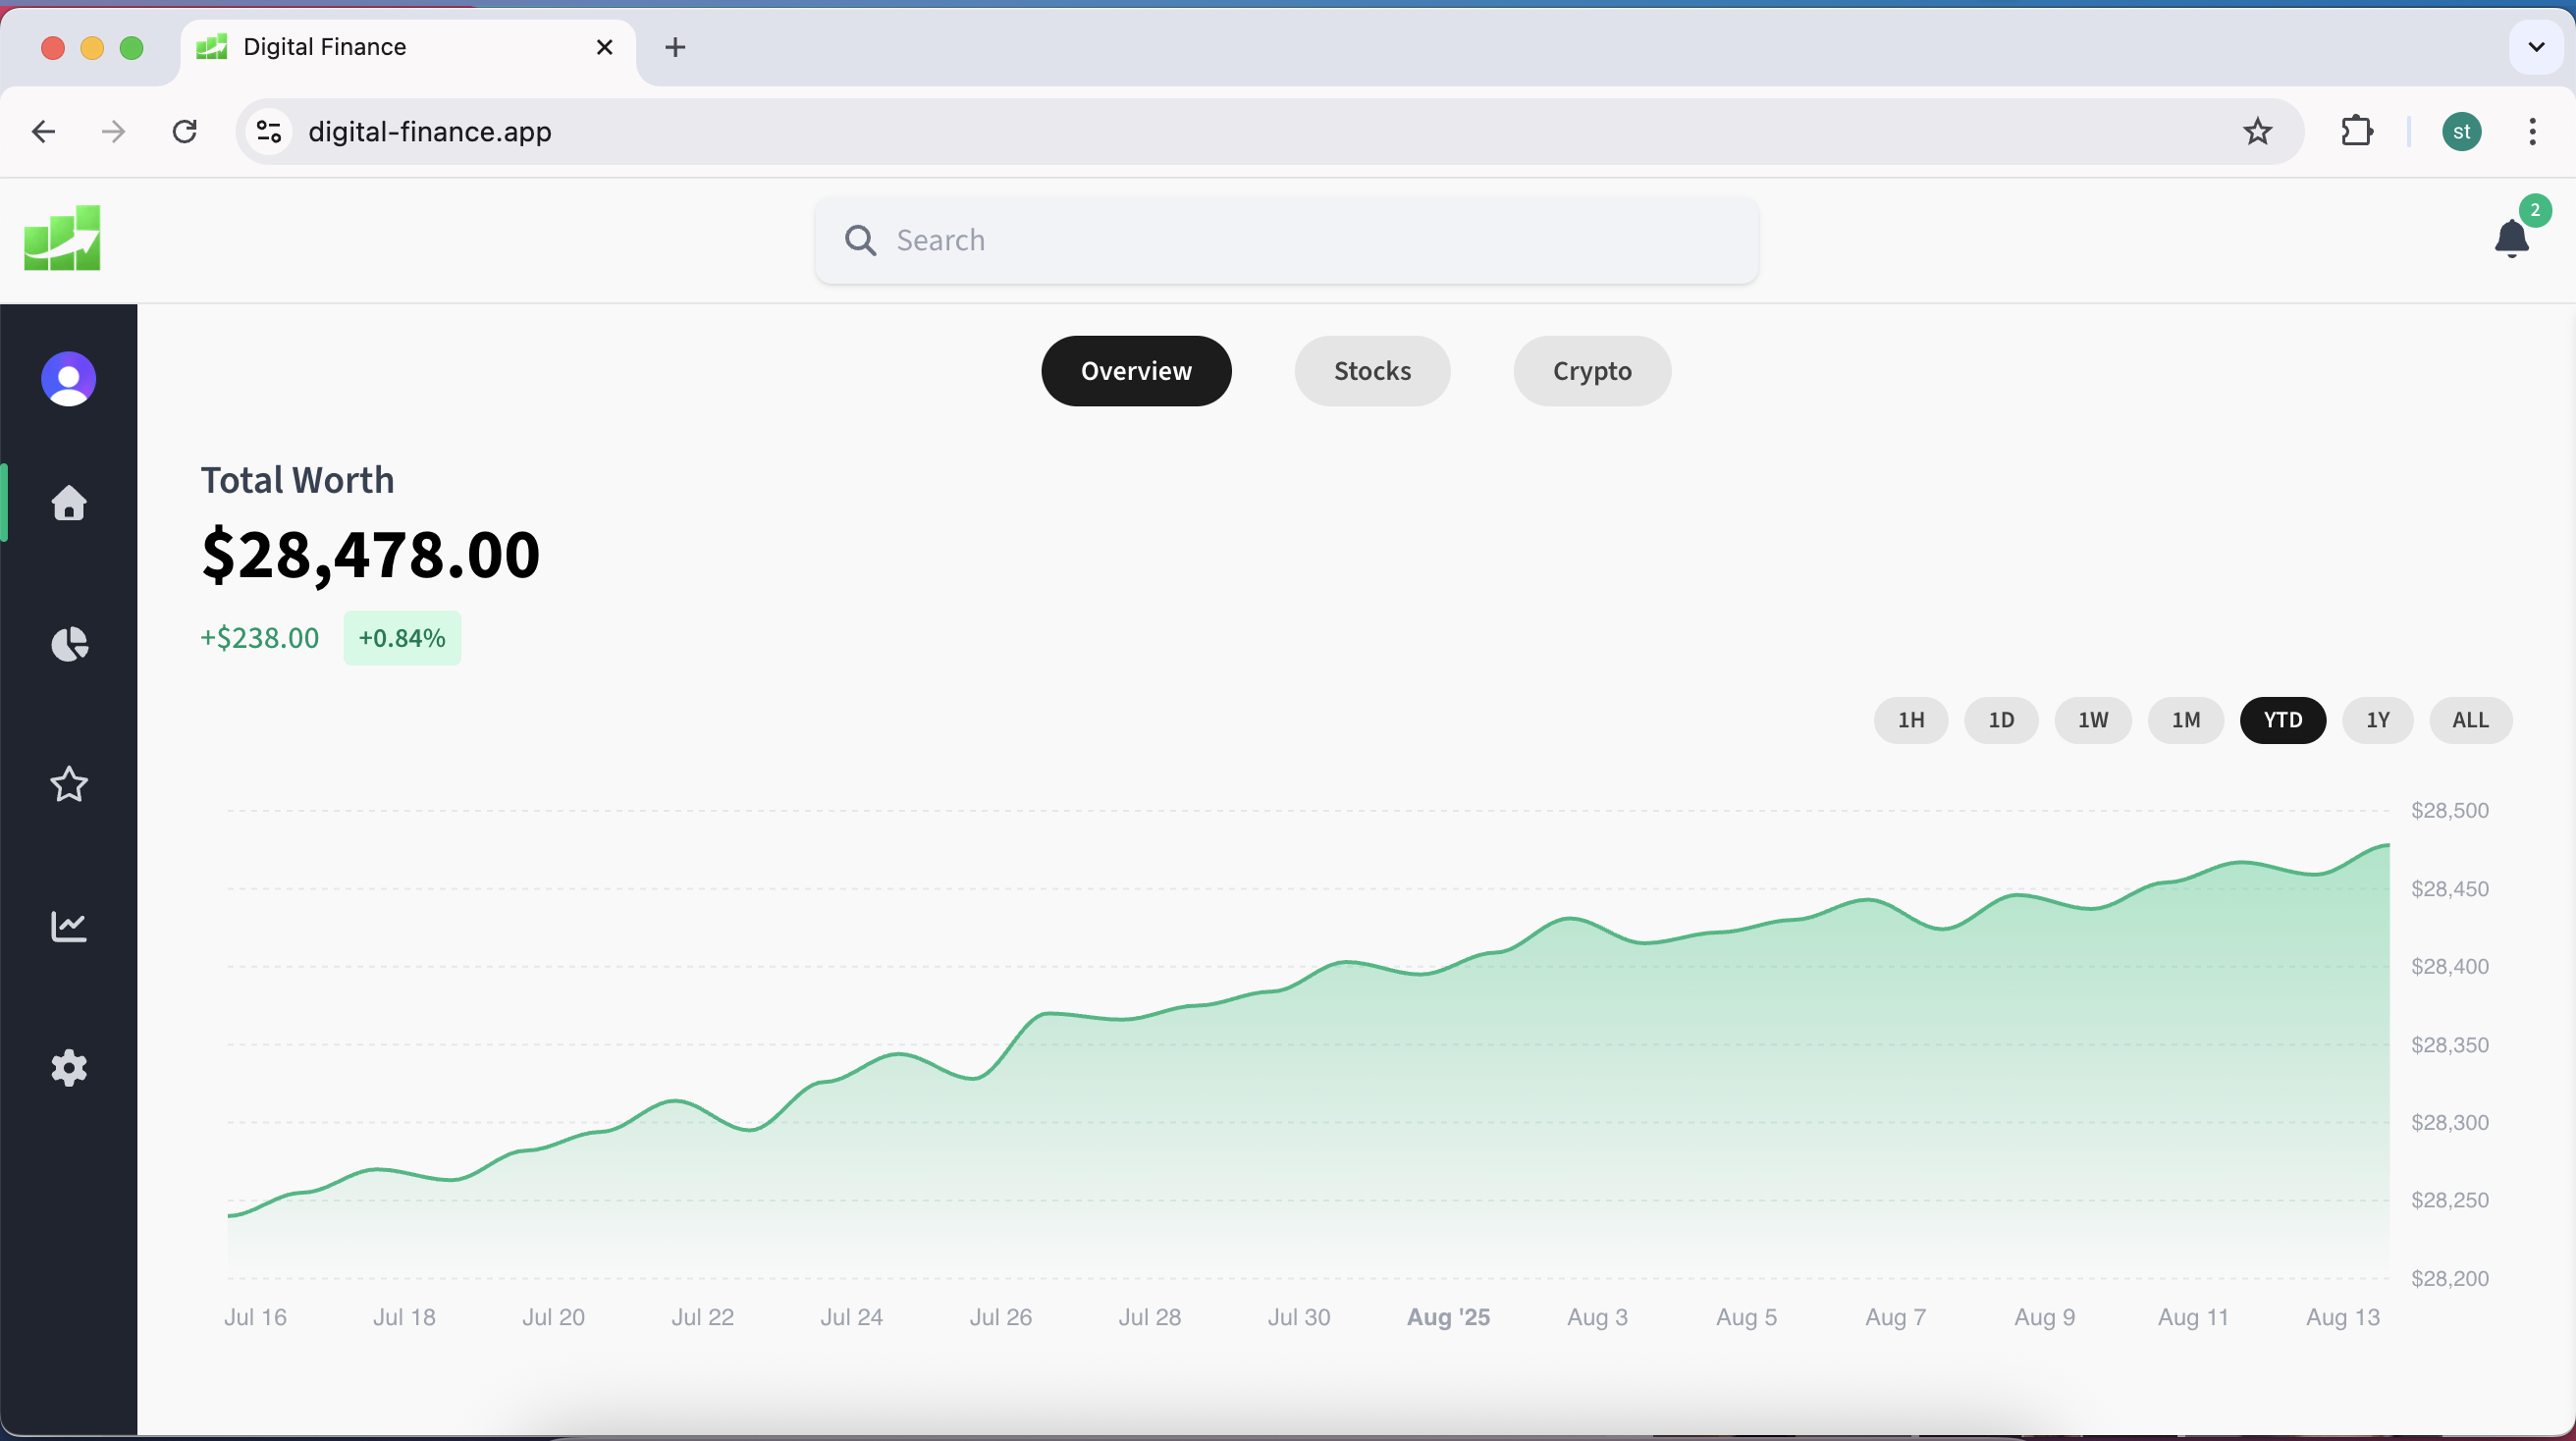 Digital Finance
digital-finance.app
st
Search
2
Overview Stocks Crypto
Total Worth
$28,478.00
+$238.00 +0.84%
1H 1D 1W 1M YTD 1Y ALL
$28,500
$28,450
$28,400
$28,350
$28,300
$28,250
$28,200
Jul 16 Jul 18 Jul 20 Jul 22 Jul 24 Jul 26 Jul 28 Jul 30 Aug '25 Aug 3 Aug 5 Aug 7 Aug 9 Aug 11 Aug 13